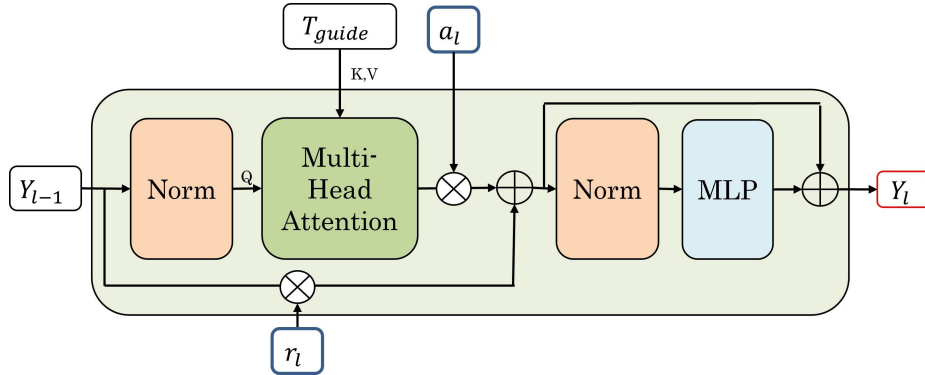 T_guide
a_l
K,V
Y_{l-1}
Norm
Q
Multi-
Head
Attention
Norm
MLP
Y_l
r_l